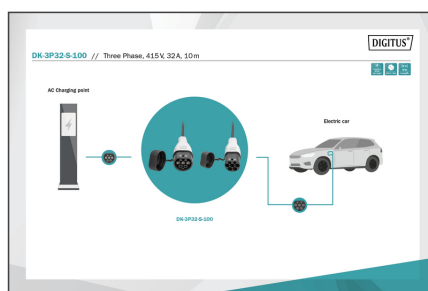 DIGITUS®
DK-3P32-S-100 // Three Phase, 415 V, 32 A, 10 m
AC Charging point
Electric car
DK-3P32-S-100